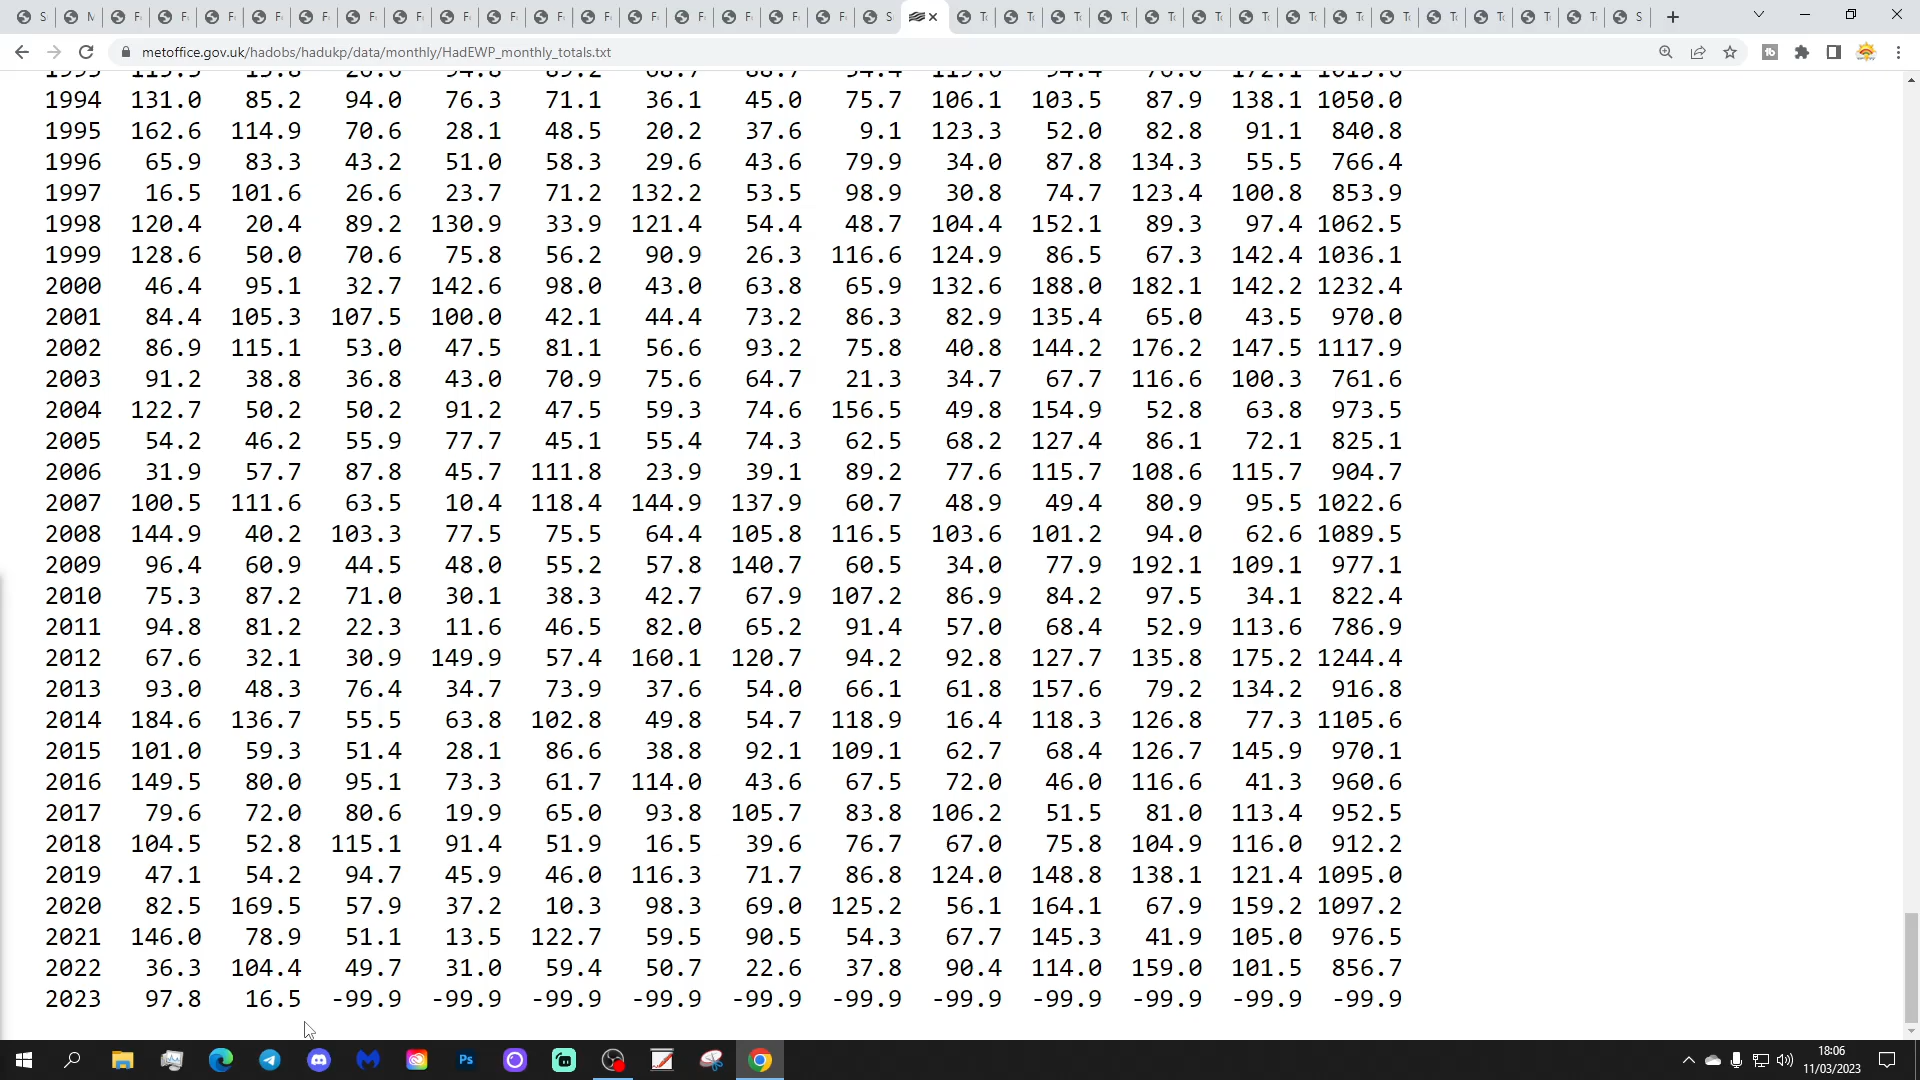 metoffice.gov.uk/hadobs/hadukp/data/monthly/HadEWP_monthly_totals.txt
1994 131.0 85.2 94.0 76.3 71.1 36.1 45.0 75.7 106.1 103.5 87.9 138.1 1050.0
1995 162.6 114.9 70.6 28.1 48.5 20.2 37.6 9.1 123.3 52.0 82.8 91.1 840.8
1996 65.9 83.3 43.2 51.0 58.3 29.6 43.6 79.9 34.0 87.8 134.3 55.5 766.4
1997 16.5 101.6 26.6 23.7 71.2 132.2 53.5 98.9 30.8 74.7 123.4 100.8 853.9
1998 120.4 20.4 89.2 130.9 33.9 121.4 54.4 48.7 104.4 152.1 89.3 97.4 1062.5
1999 128.6 50.0 70.6 75.8 56.2 90.9 26.3 116.6 124.9 86.5 67.3 142.4 1036.1
2000 46.4 95.1 32.7 142.6 98.0 43.0 63.8 65.9 132.6 188.0 182.1 142.2 1232.4
2001 84.4 105.3 107.5 100.0 42.1 44.4 73.2 86.3 82.9 135.4 65.0 43.5 970.0
2002 86.9 115.1 53.0 47.5 81.1 56.6 93.2 75.8 40.8 144.2 176.2 147.5 1117.9
2003 91.2 38.8 36.8 43.0 70.9 75.6 64.7 21.3 34.7 67.7 116.6 100.3 761.6
2004 122.7 50.2 50.2 91.2 47.5 59.3 74.6 156.5 49.8 154.9 52.8 63.8 973.5
2005 54.2 46.2 55.9 77.7 45.1 55.4 74.3 62.5 68.2 127.4 86.1 72.1 825.1
2006 31.9 57.7 87.8 45.7 111.8 23.9 39.1 89.2 77.6 115.7 108.6 115.7 904.7
2007 100.5 111.6 63.5 10.4 118.4 144.9 137.9 60.7 48.9 49.4 80.9 95.5 1022.6
2008 144.9 40.2 103.3 77.5 75.5 64.4 105.8 116.5 103.6 101.2 94.0 62.6 1089.5
2009 96.4 60.9 44.5 48.0 55.2 57.8 140.7 60.5 34.0 77.9 192.1 109.1 977.1
2010 75.3 87.2 71.0 30.1 38.3 42.7 67.9 107.2 86.9 84.2 97.5 34.1 822.4
2011 94.8 81.2 22.3 11.6 46.5 82.0 65.2 91.4 57.0 68.4 52.9 113.6 786.9
2012 67.6 32.1 30.9 149.9 57.4 160.1 120.7 94.2 92.8 127.7 135.8 175.2 1244.4
2013 93.0 48.3 76.4 34.7 73.9 37.6 54.0 66.1 61.8 157.6 79.2 134.2 916.8
2014 184.6 136.7 55.5 63.8 102.8 49.8 54.7 118.9 16.4 118.3 126.8 77.3 1105.6
2015 101.0 59.3 51.4 28.1 86.6 38.8 92.1 109.1 62.7 68.4 126.7 145.9 970.1
2016 149.5 80.0 95.1 73.3 61.7 114.0 43.6 67.5 72.0 46.0 116.6 41.3 960.6
2017 79.6 72.0 80.6 19.9 65.0 93.8 105.7 83.8 106.2 51.5 81.0 113.4 952.5
2018 104.5 52.8 115.1 91.4 51.9 16.5 39.6 76.7 67.0 75.8 104.9 116.0 912.2
2019 47.1 54.2 94.7 45.9 46.0 116.3 71.7 86.8 124.0 148.8 138.1 121.4 1095.0
2020 82.5 169.5 57.9 37.2 10.3 98.3 69.0 125.2 56.1 164.1 67.9 159.2 1097.2
2021 146.0 78.9 51.1 13.5 122.7 59.5 90.5 54.3 67.7 145.3 41.9 105.0 976.5
2022 36.3 104.4 49.7 31.0 59.4 50.7 22.6 37.8 90.4 114.0 159.0 101.5 856.7
2023 97.8 16.5 -99.9 -99.9 -99.9 -99.9 -99.9 -99.9 -99.9 -99.9 -99.9 -99.9 -99.9
Ps
18:06
11/03/2023